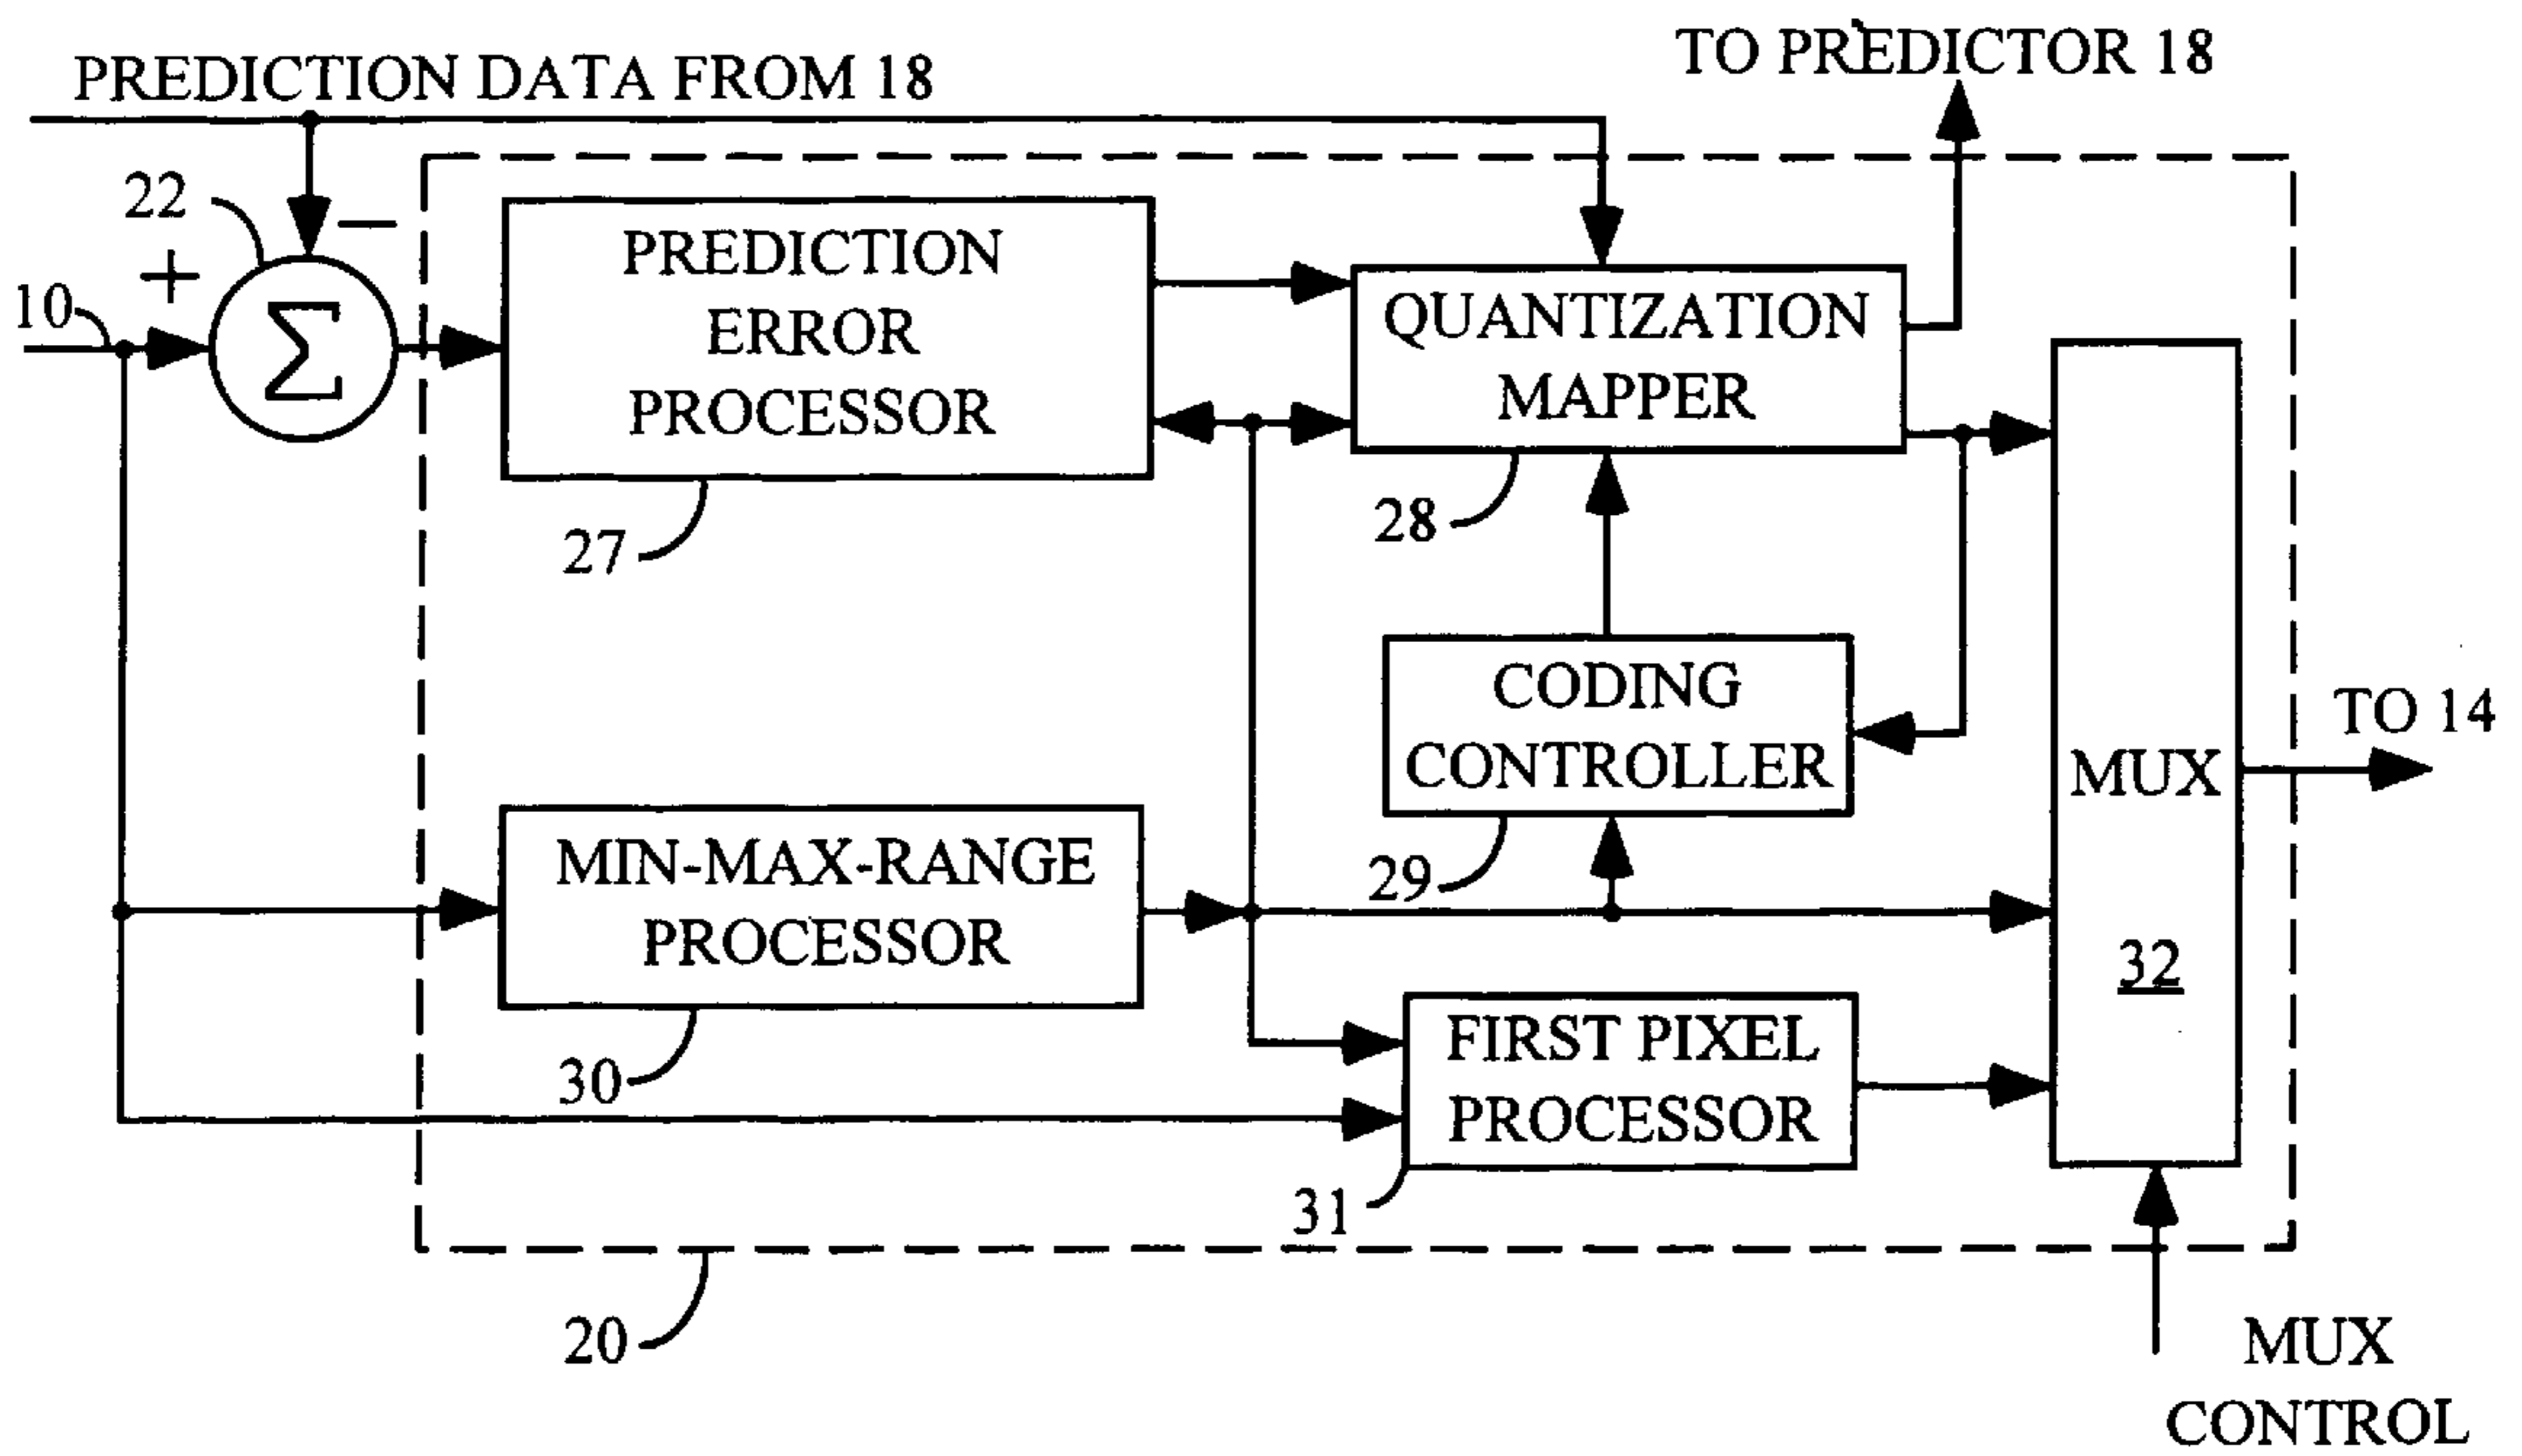 TO PREDICTOR 18
PREDICTION DATA FROM 18
22
−
+
10
Σ
PREDICTION
ERROR
PROCESSOR
27
QUANTIZATION
MAPPER
28
CODING
CONTROLLER
29
MIN-MAX-RANGE
PROCESSOR
30
FIRST PIXEL
PROCESSOR
31
MUX
32
TO 14
20
MUX
CONTROL